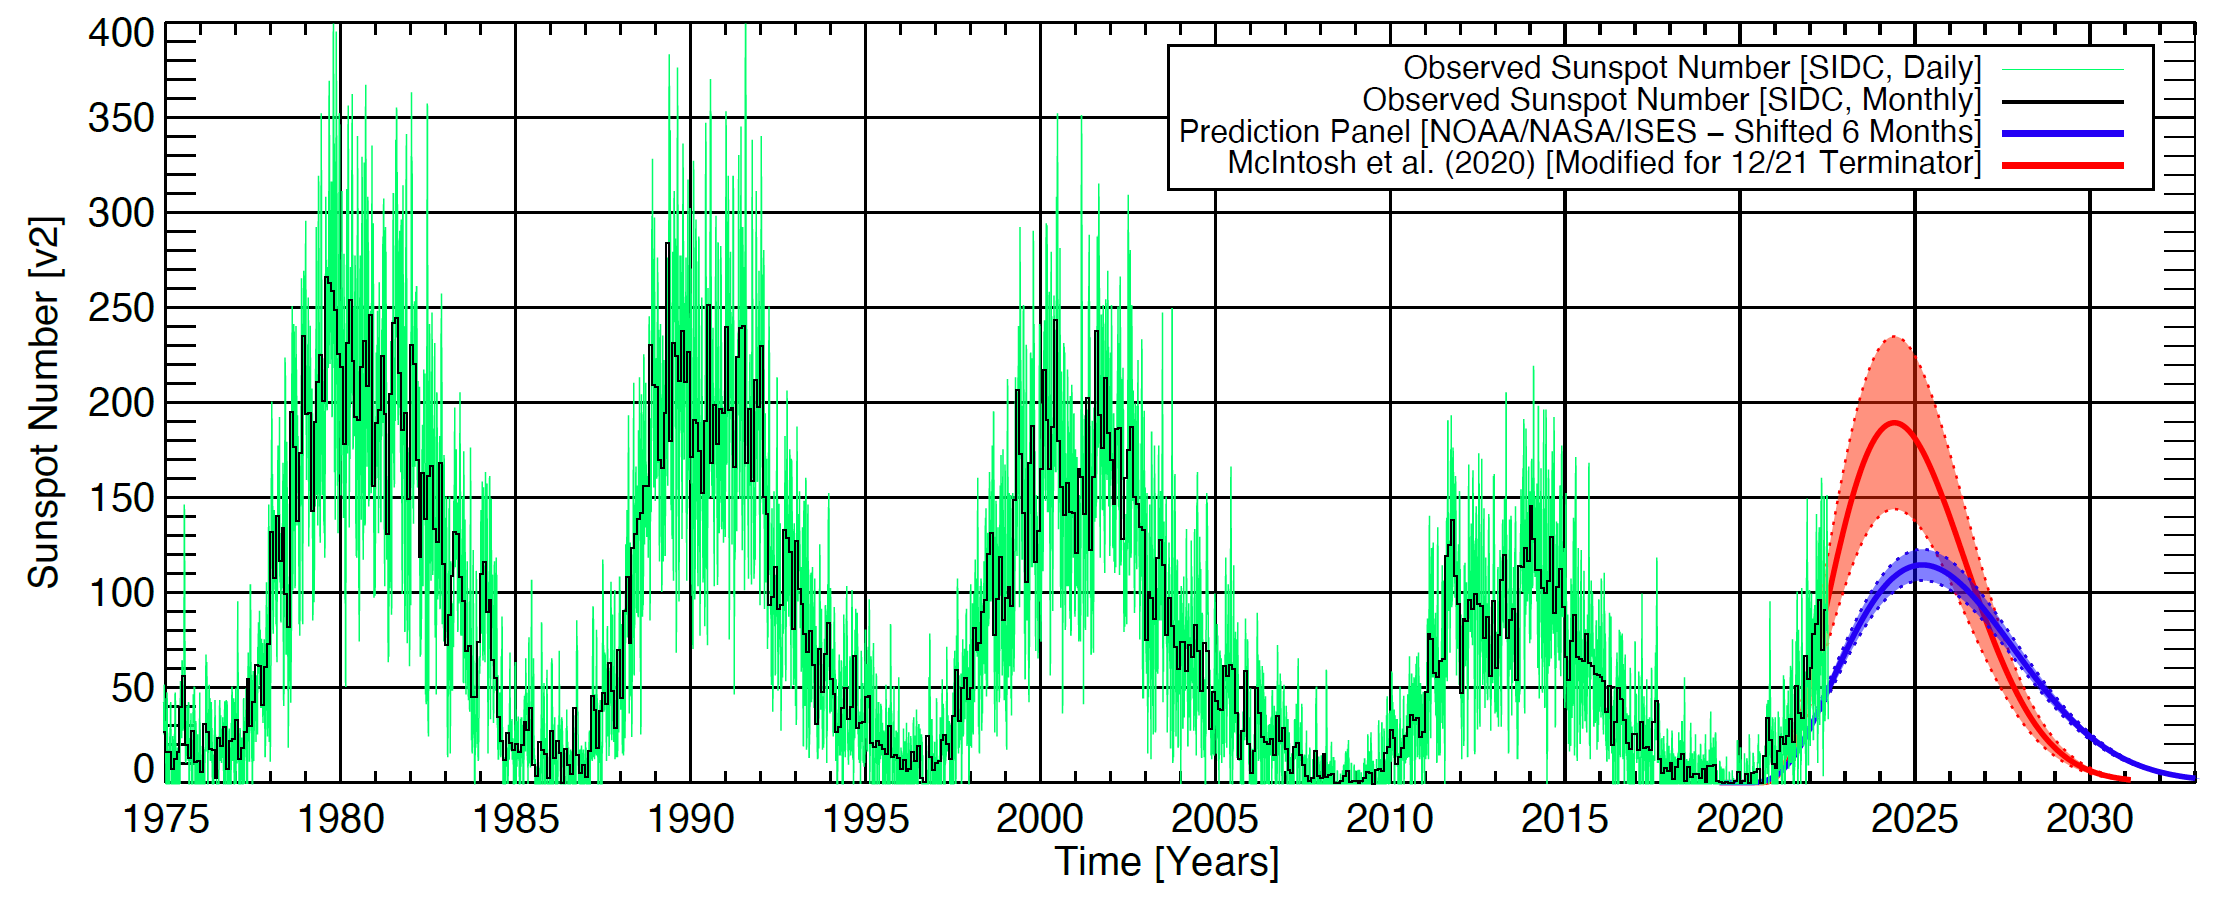 400
350
300
250
200
150
100
50
0
Sunspot Number [v2]
Observed Sunspot Number [SIDC, Daily]
Observed Sunspot Number [SIDC, Monthly]
Prediction Panel [NOAA/NASA/ISES – Shifted 6 Months]
McIntosh et al. (2020) [Modified for 12/21 Terminator]
1975 1980 1985 1990 1995 2000 2005 2010 2015 2020 2025 2030
Time [Years]